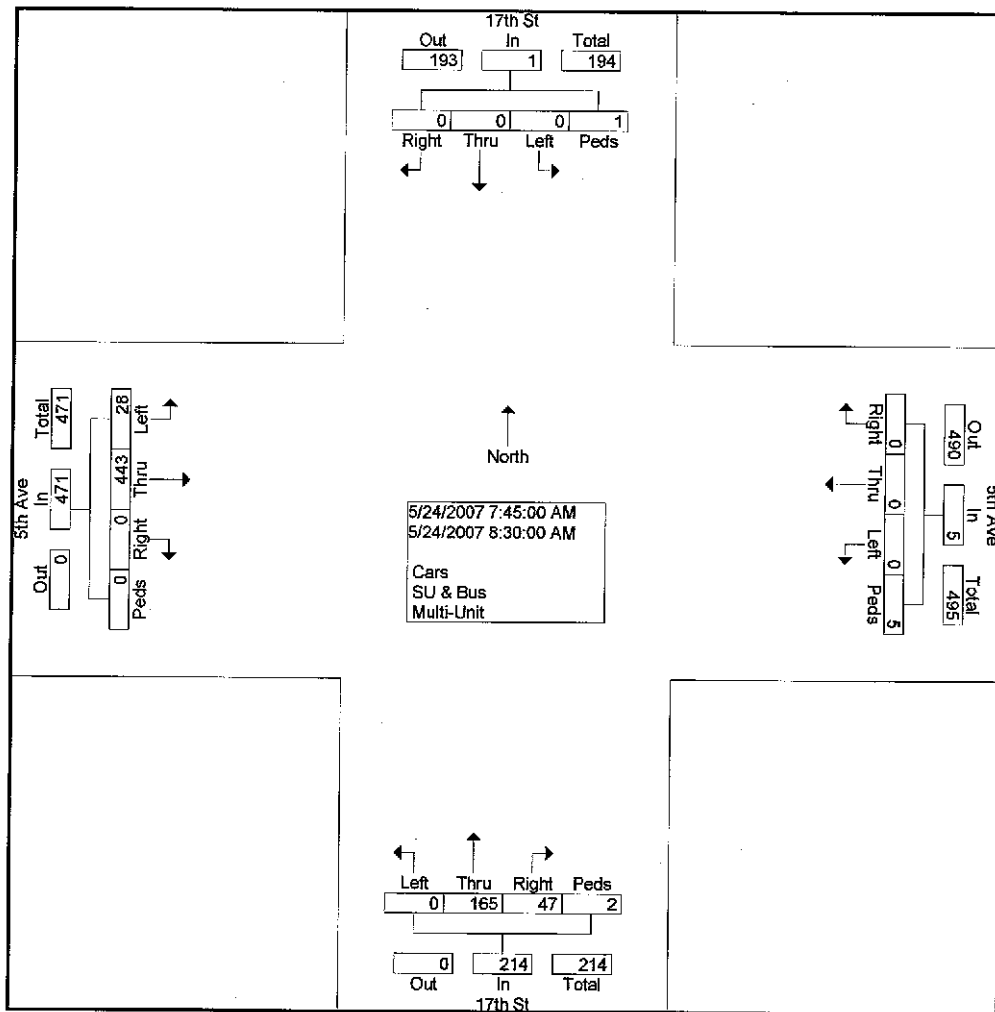 17th St
Out In Total
193 1 194
0 0 0 1
Right Thru Left Peds
5th Ave
Total In Out
471 471 0
28 443 0 0
Left Thru Right Peds
North
5/24/2007 7:45:00 AM
5/24/2007 8:30:00 AM
Cars
SU & Bus
Multi-Unit
Right Thru Left Peds
0 0 0 5
Out In Total
490 5 495
5th Ave
Left Thru Right Peds
0 165 47 2
0 214 214
Out In Total
17th St